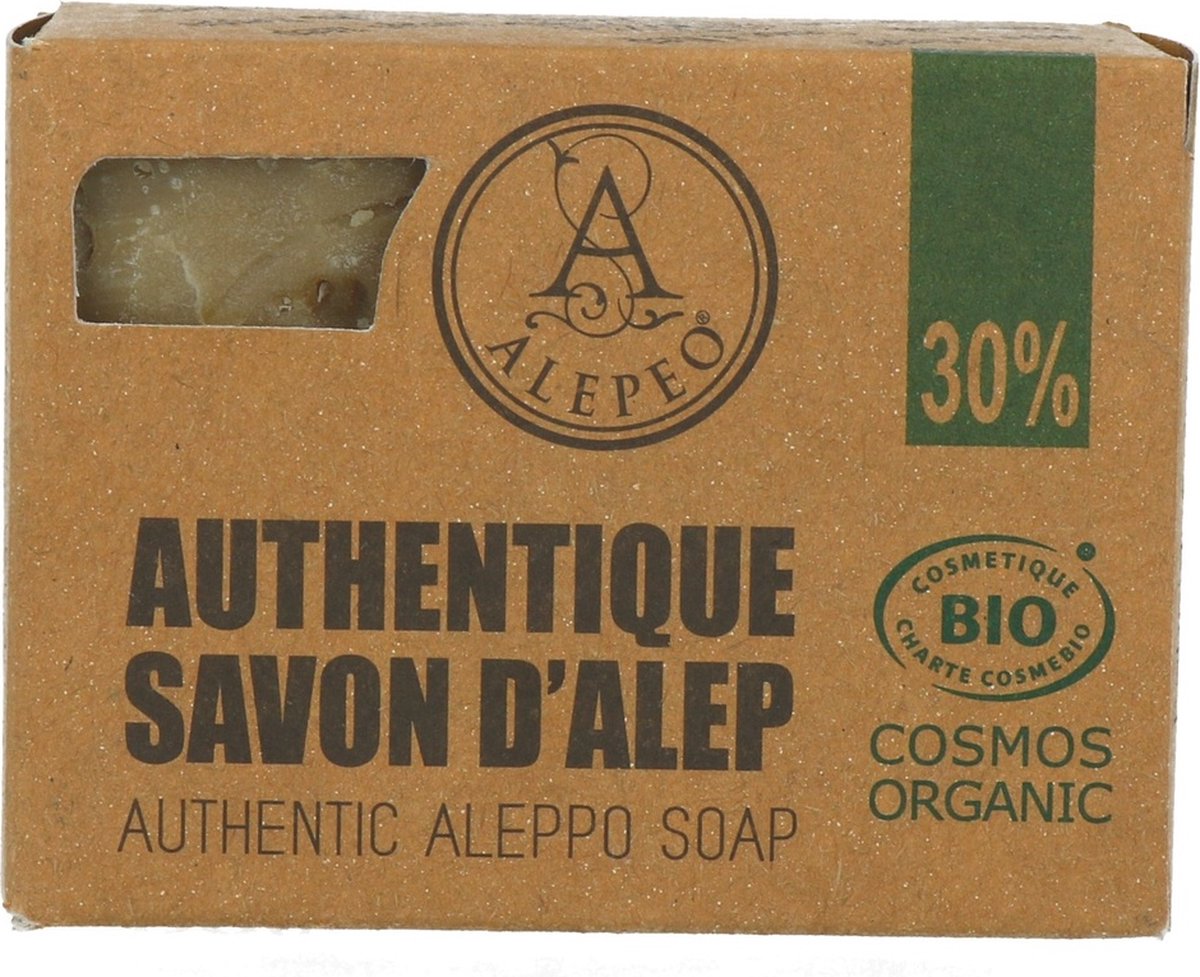 A
ALEPEO®
30%
AUTHENTIQUE
SAVON D'ALEP
AUTHENTIC ALEPPO SOAP
COSMETIQUE
BIO
CHARTE COSMEBIO
COSMOS
ORGANIC